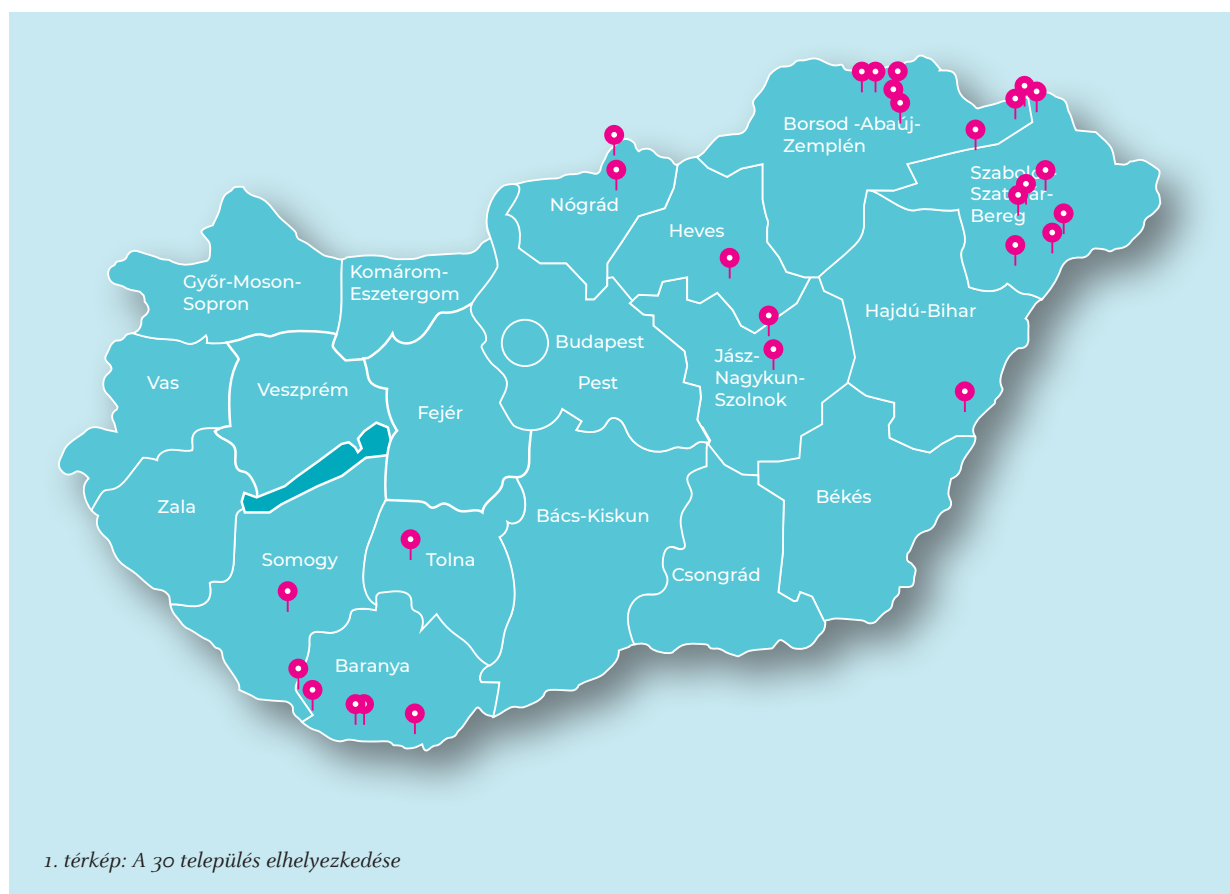 Borsod -Abaúj-
Zemplén
Szabolcs-
Szatmár-
Bereg
Nógrád
Heves
Győr-Moson-
Sopron
Komárom-
Eszetergom
Hajdú-Bihar
Budapest
Pest
Jász-
Nagykun-
Szolnok
Vas
Veszprém
Fejér
Zala
Bács-Kiskun
Békés
Somogy
Tolna
Csongrád
Baranya
1. térkép: A 30 település elhelyezkedése